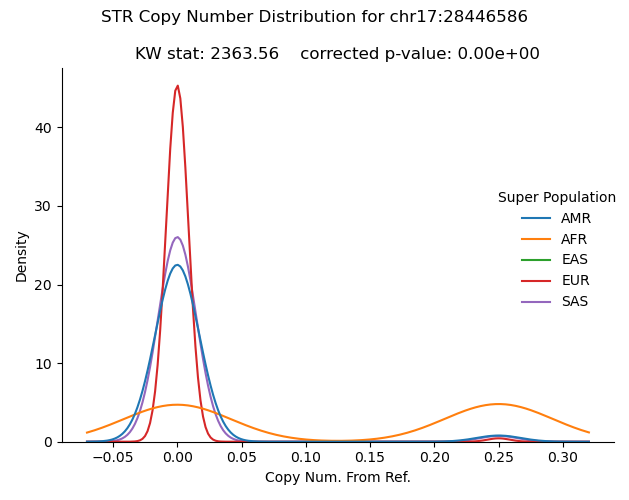 STR Copy Number Distribution for chr17:28446586
KW stat: 2363.56    corrected p-value: 0.00e+00
Density
40
30
20
10
0
−0.05 0.00 0.05 0.10 0.15 0.20 0.25 0.30
Copy Num. From Ref.
Super Population
AMR
AFR
EAS
EUR
SAS